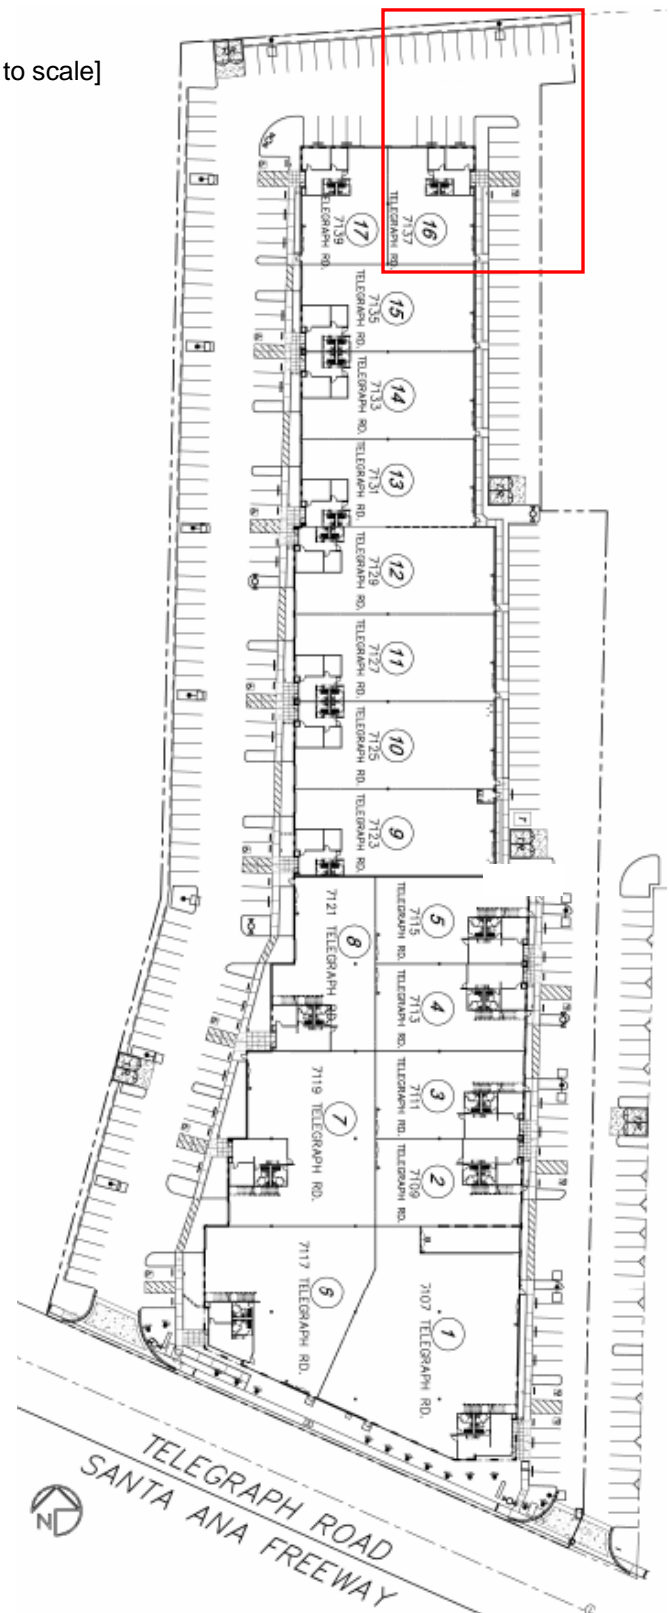 to scale]
17
7139
TELEGRAPH RD.
16
7137
TELEGRAPH RD.
15
7135
TELEGRAPH RD.
14
7133
TELEGRAPH RD.
13
7131
TELEGRAPH RD.
12
7129
TELEGRAPH RD.
11
7127
TELEGRAPH RD.
10
7125
TELEGRAPH RD.
9
7123
TELEGRAPH RD.
8
7121 TELEGRAPH RD.
5
7115
TELEGRAPH RD.
4
7113
TELEGRAPH RD.
3
7111
TELEGRAPH RD.
7
7119 TELEGRAPH RD.
2
7109
TELEGRAPH RD.
6
7117 TELEGRAPH RD.
1
7107 TELEGRAPH RD.
TELEGRAPH ROAD
SANTA ANA FREEWAY
N